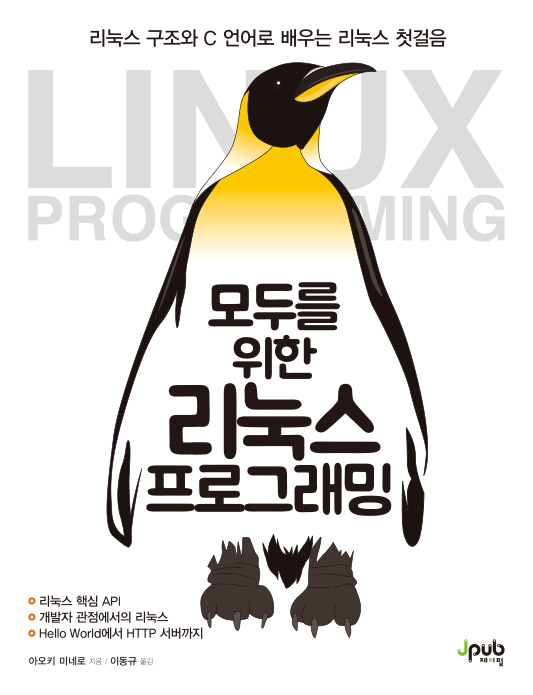 리눅스 구조와 C 언어로 배우는 리눅스 첫걸음
LINUX
PROGRAMMING
모두를
위한
리눅스
프로그래밍
리눅스 핵심 API
개발자 관점에서의 리눅스
Hello World에서 HTTP 서버까지
아오키 미네로 지음 / 이동규 옮김
Jpub
제이펍